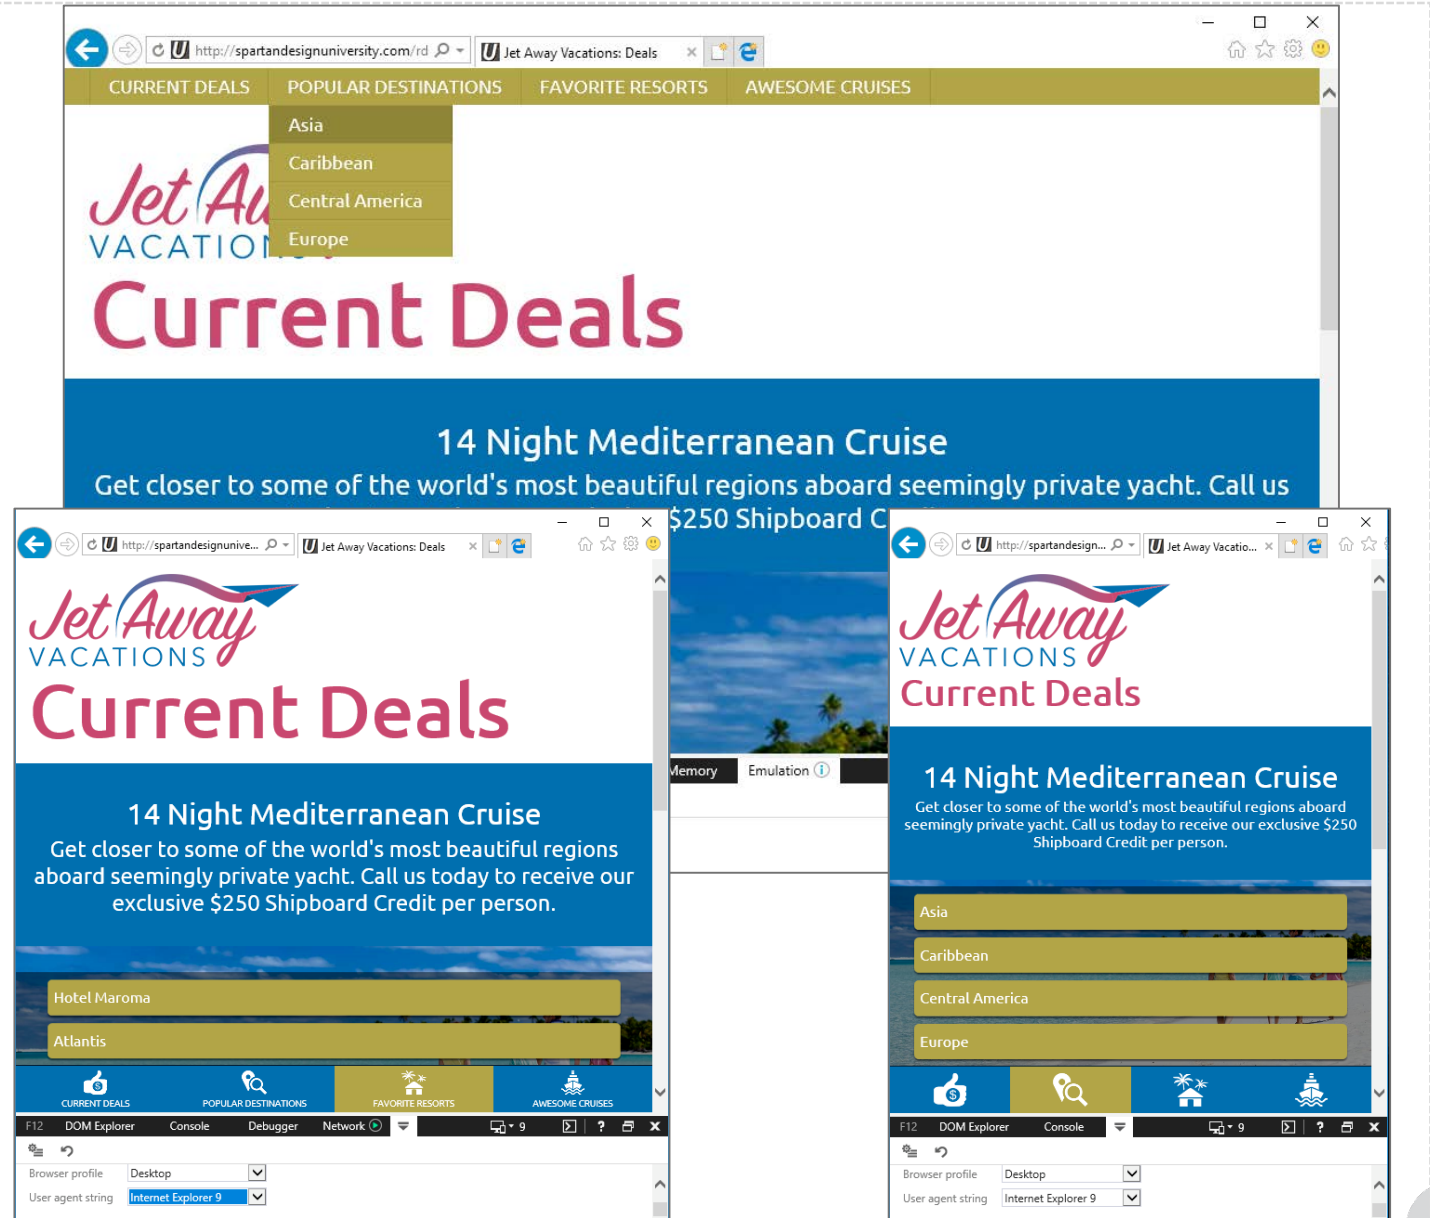 http://spartandesignuniversity.com/rd
Jet Away Vacations: Deals
CURRENT DEALS POPULAR DESTINATIONS FAVORITE RESORTS AWESOME CRUISES
Asia
Caribbean
Central America
Europe
Jet Aw
VACATION
Current Deals
14 Night Mediterranean Cruise
Get closer to some of the world's most beautiful regions aboard seemingly private yacht. Call us
$250 Shipboard C
http://spartandesignunive...
Jet Away Vacations: Deals
Jet Away
VACATIONS
Current Deals
14 Night Mediterranean Cruise
Get closer to some of the world's most beautiful regions
aboard seemingly private yacht. Call us today to receive our
exclusive $250 Shipboard Credit per person.
Hotel Maroma
Atlantis
CURRENT DEALS POPULAR DESTINATIONS FAVORITE RESORTS AWESOME CRUISES
F12 DOM Explorer Console Debugger Network 9 ?
Browser profile Desktop
User agent string Internet Explorer 9
Memory Emulation
http://spartandesign...
Jet Away Vacatio...
Jet Away
VACATIONS
Current Deals
14 Night Mediterranean Cruise
Get closer to some of the world's most beautiful regions aboard
seemingly private yacht. Call us today to receive our exclusive $250
Shipboard Credit per person.
Asia
Caribbean
Central America
Europe
F12 DOM Explorer Console 9 ?
Browser profile Desktop
User agent string Internet Explorer 9